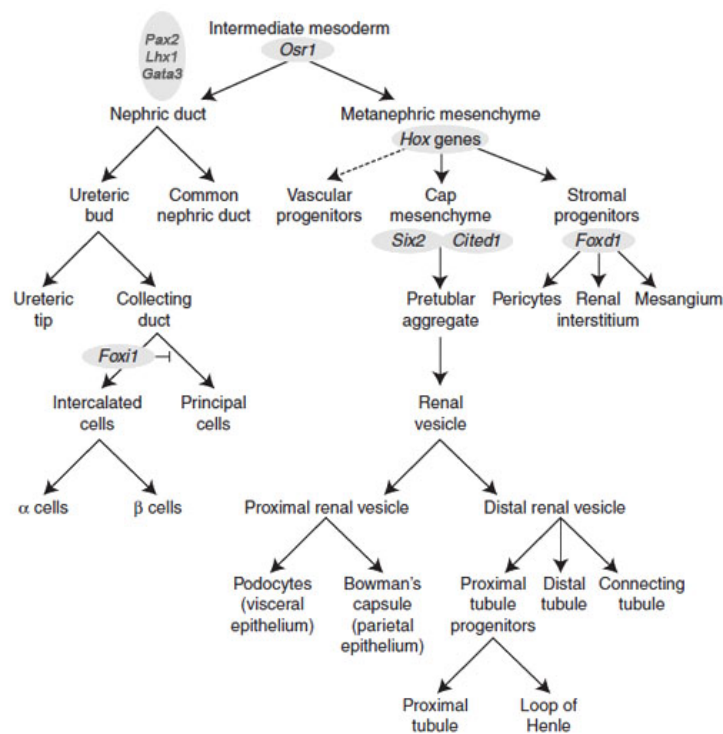 Pax2
Lhx1
Gata3
Intermediate mesoderm
Osr1
Nephric duct
Metanephric mesenchyme
Hox genes
Ureteric
bud
Common
nephric duct
Vascular
progenitors
Cap
mesenchyme
Stromal
progenitors
Six2
Cited1
Foxd1
Ureteric
tip
Collecting
duct
Pretublar
aggregate
Pericytes
Renal
interstitium
Mesangium
Foxi1
Intercalated
cells
Principal
cells
Renal
vesicle
α cells
β cells
Proximal renal vesicle
Distal renal vesicle
Podocytes
(visceral
epithelium)
Bowman's
capsule
(parietal
epithelium)
Proximal
tubule
progenitors
Distal
tubule
Connecting
tubule
Proximal
tubule
Loop of
Henle